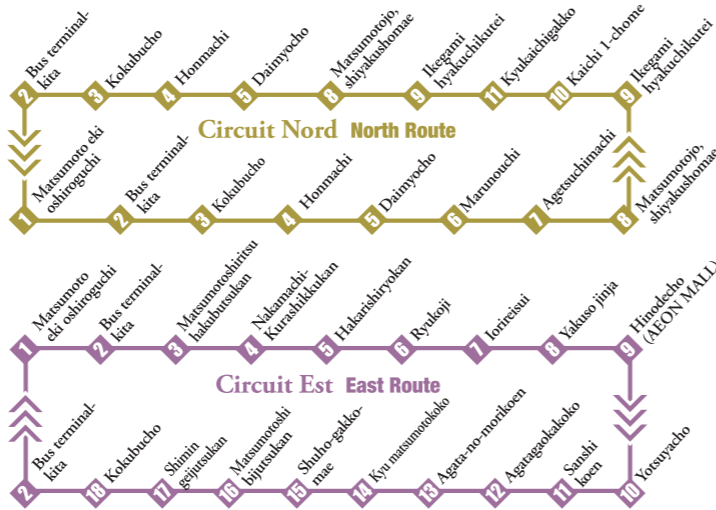 Bus terminal-
kita
Kokubucho
Honmachi
Daimyocho
Matsumotojo,
shiyakushomae
Ikegami
hyakuchikutei
Kyukaichigakko
Kaichi 1-chome
Ikegami
hyakuchikutei
2
3
4
5
8
9
11
10
9
Circuit Nord North Route
Matsumoto eki
oshiroguchi
Bus terminal-
kita
Kokubucho
Honmachi
Daimyocho
Marunouchi
Agetsuchimachi
Matsumotojo,
shiyakushomae
1
2
3
4
5
6
7
8
Matsumoto
eki oshiroguchi
Bus terminal-
kita
Matsumotoshiritsu
hakubutsukan
Nakamachi-
Kurashikkukan
Hakarishiryokan
Ryukoji
Iorireisui
Yakuso jinja
Hinodecho
(AEON MALL)
1
2
3
4
5
6
7
8
9
Circuit Est East Route
Bus terminal-
kita
Kokubucho
Shimin
geijutsukan
Matsumotoshi
bijutsukan
Shuho-gakko-
mae
Kyu matsumotokoko
Agata-no-morikoen
Agatagaokakoko
Sanshi
koen
Yotsuyacho
2
18
17
16
15
14
13
12
11
10